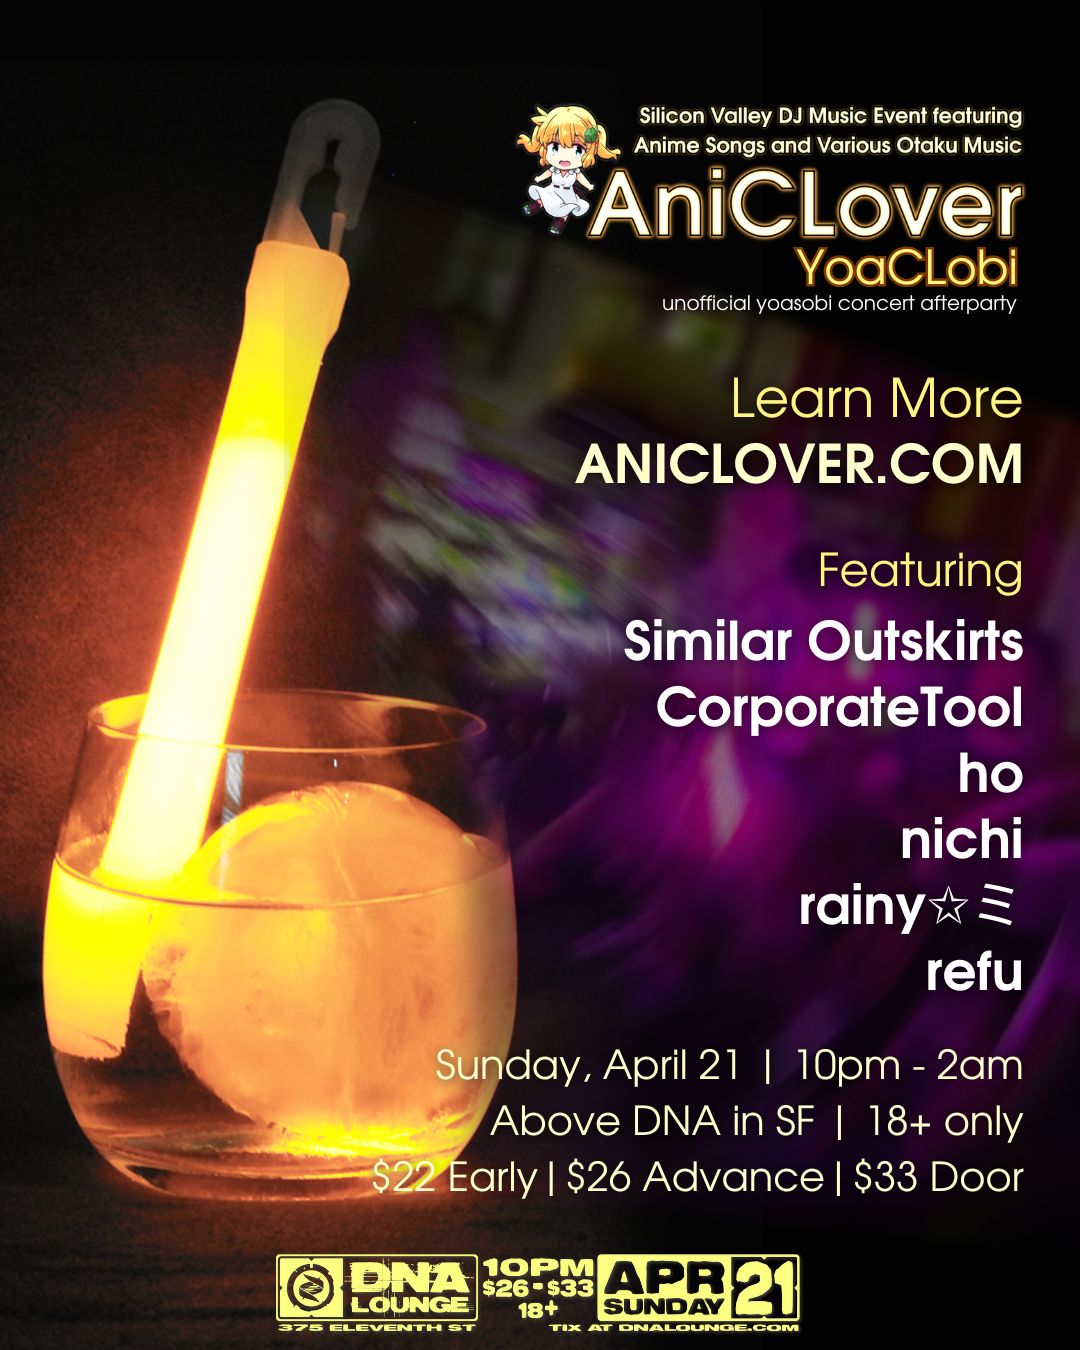 Silicon Valley DJ Music Event featuring
Anime Songs and Various Otaku Music
AniCLover
YoaCLobi
unofficial yoasobi concert afterparty
Learn More
ANICLOVER.COM
Featuring
Similar Outskirts
CorporateTool
ho
nichi
rainy☆ミ
refu
Sunday, April 21 | 10pm - 2am
Above DNA in SF | 18+ only
$22 Early | $26 Advance | $33 Door
DNA LOUNGE
375 ELEVENTH ST
10PM
$26 - $33
18+
APR 21
SUNDAY
TIX AT DNALOUNGE.COM